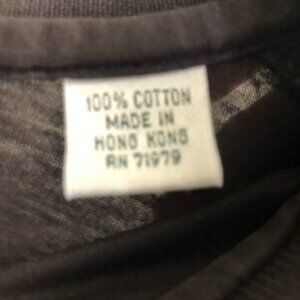 100% COTTON
MADE IN
HONG KONG
RN 71979